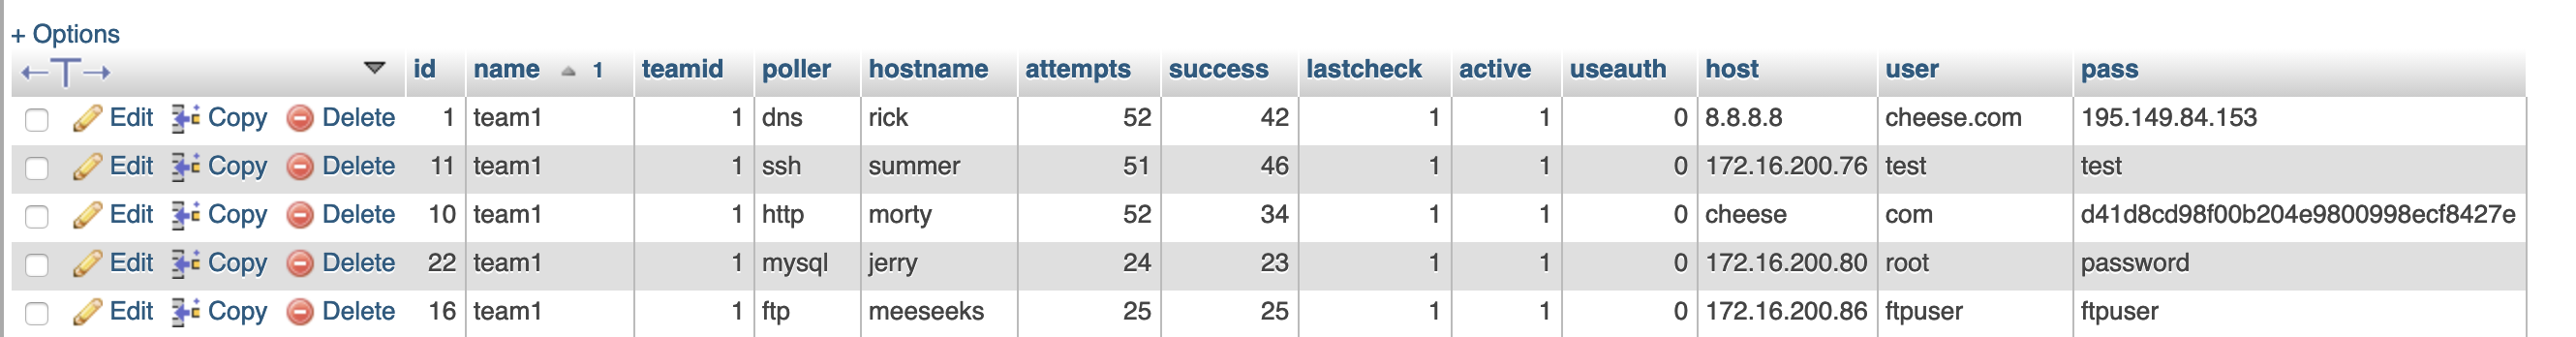 + Options
←T→ id name 1 teamid poller hostname attempts success lastcheck active useauth host user pass
Edit Copy Delete 1 team1 1 dns rick 52 42 1 1 0 8.8.8.8 cheese.com 195.149.84.153
Edit Copy Delete 11 team1 1 ssh summer 51 46 1 1 0 172.16.200.76 test test
Edit Copy Delete 10 team1 1 http morty 52 34 1 1 0 cheese com d41d8cd98f00b204e9800998ecf8427e
Edit Copy Delete 22 team1 1 mysql jerry 24 23 1 1 0 172.16.200.80 root password
Edit Copy Delete 16 team1 1 ftp meeseeks 25 25 1 1 0 172.16.200.86 ftpuser ftpuser